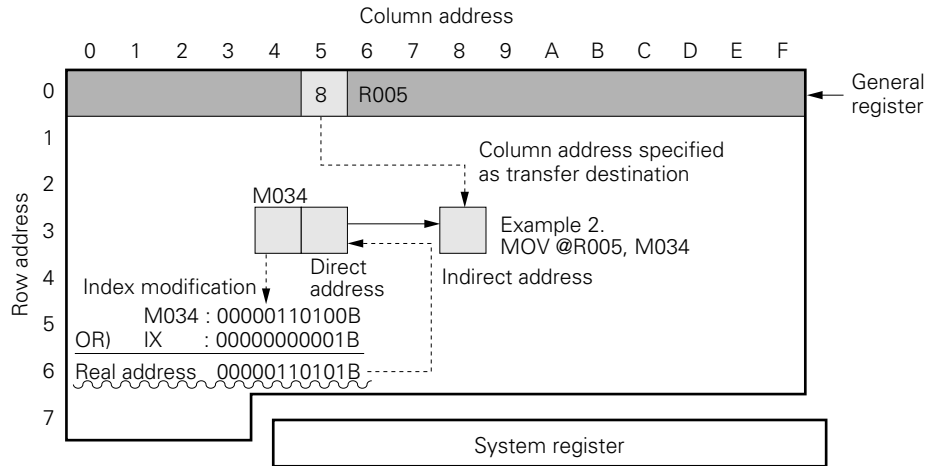 Column address
0 1 2 3 4 5 6 7 8 9 A B C D E F
Row address
0
1
2
3
4
5
6
7
8
R005
General
register
Column address specified
as transfer destination
M034
Example 2.
MOV @R005, M034
Direct
address
Indirect address
Index modification
M034 : 00000110100B
OR) IX : 00000000001B
Real address 00000110101B
System register